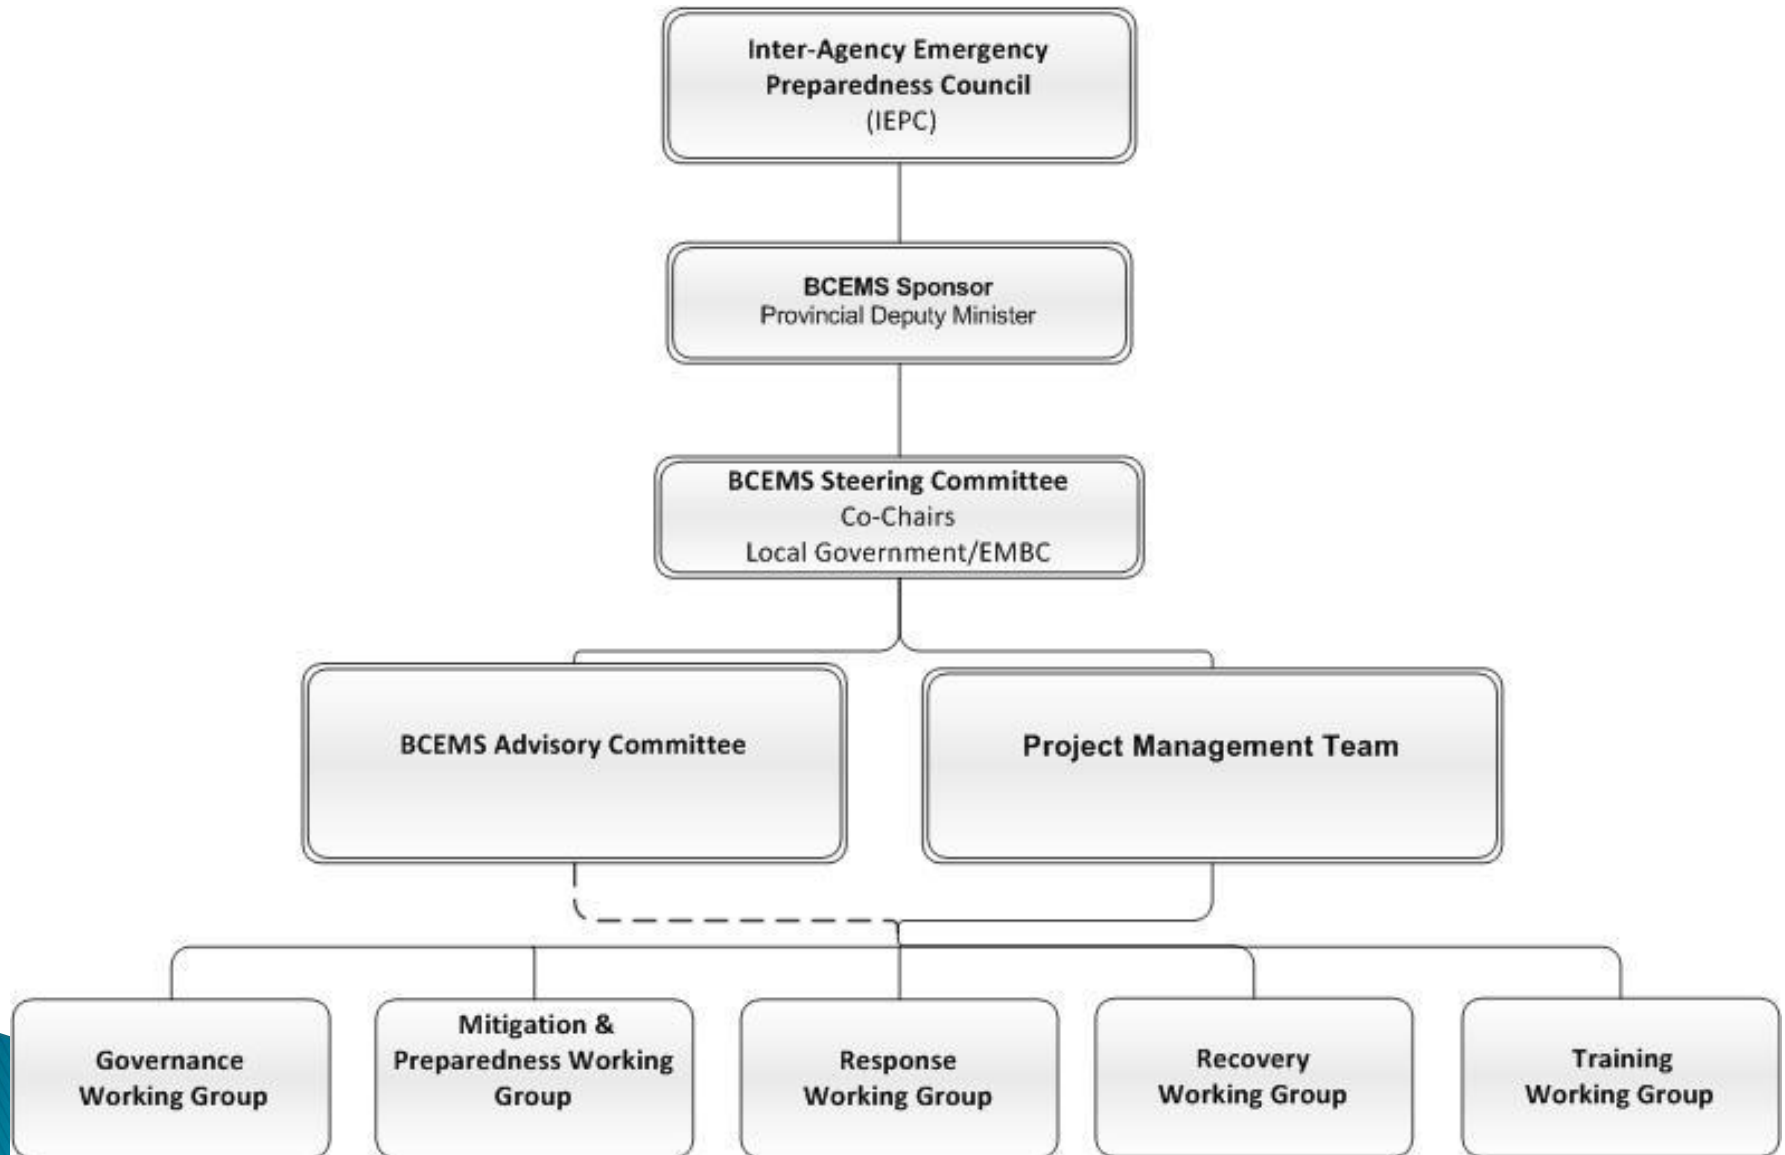 Inter-Agency Emergency
Preparedness Council
(IEPC)
BCEMS Sponsor
Provincial Deputy Minister
BCEMS Steering Committee
Co-Chairs
Local Government/EMBC
BCEMS Advisory Committee
Project Management Team
Governance
Working Group
Mitigation &
Preparedness Working
Group
Response
Working Group
Recovery
Working Group
Training
Working Group